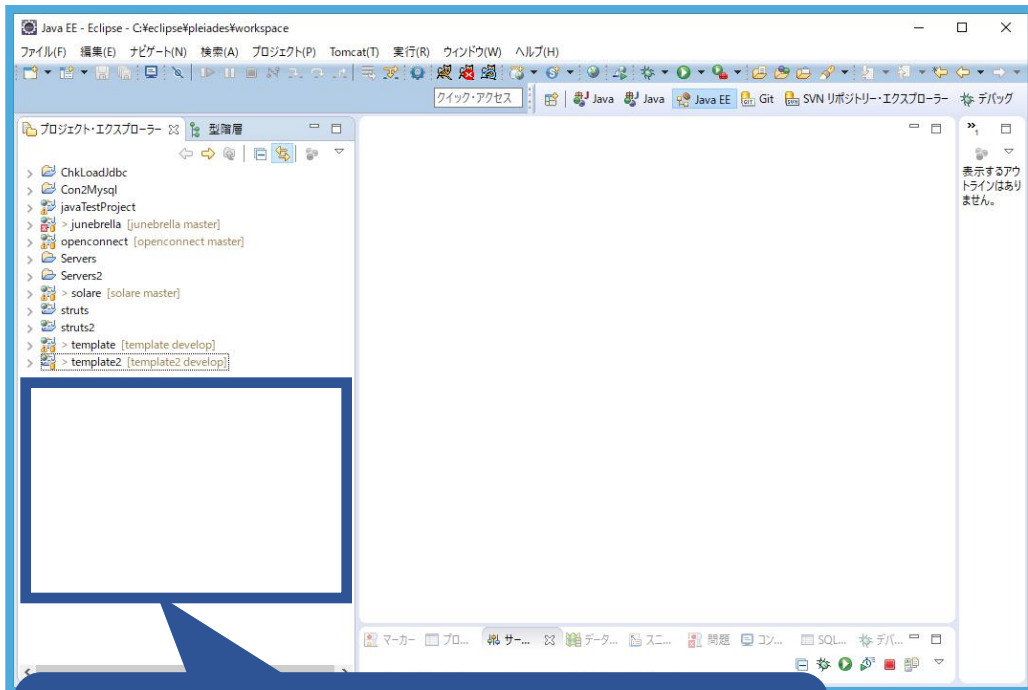 Java EE - Eclipse - C:¥eclipse¥pleiades¥workspace
ファイル(F) 編集(E) ナビゲート(N) 検索(A) プロジェクト(P) Tomcat(T) 実行(R) ウィンドウ(W) ヘルプ(H)
クイック・アクセス Java Java Java EE Git SVN リポジトリー・エクスプローラー デバッグ
プロジェクト・エクスプローラー 型階層
»1
表示するアウ
トラインはあり
ません。
> ChkLoadJdbc
> Con2Mysql
> javaTestProject
> > junebrella [junebrella master]
> openconnect [openconnect master]
> Servers
> Servers2
> > solare [solare master]
> struts
> struts2
> > template [template develop]
> > template2 [template2 develop]
マーカー プロ... サー... データ... スニ... 問題 コン... SQL... デバ...